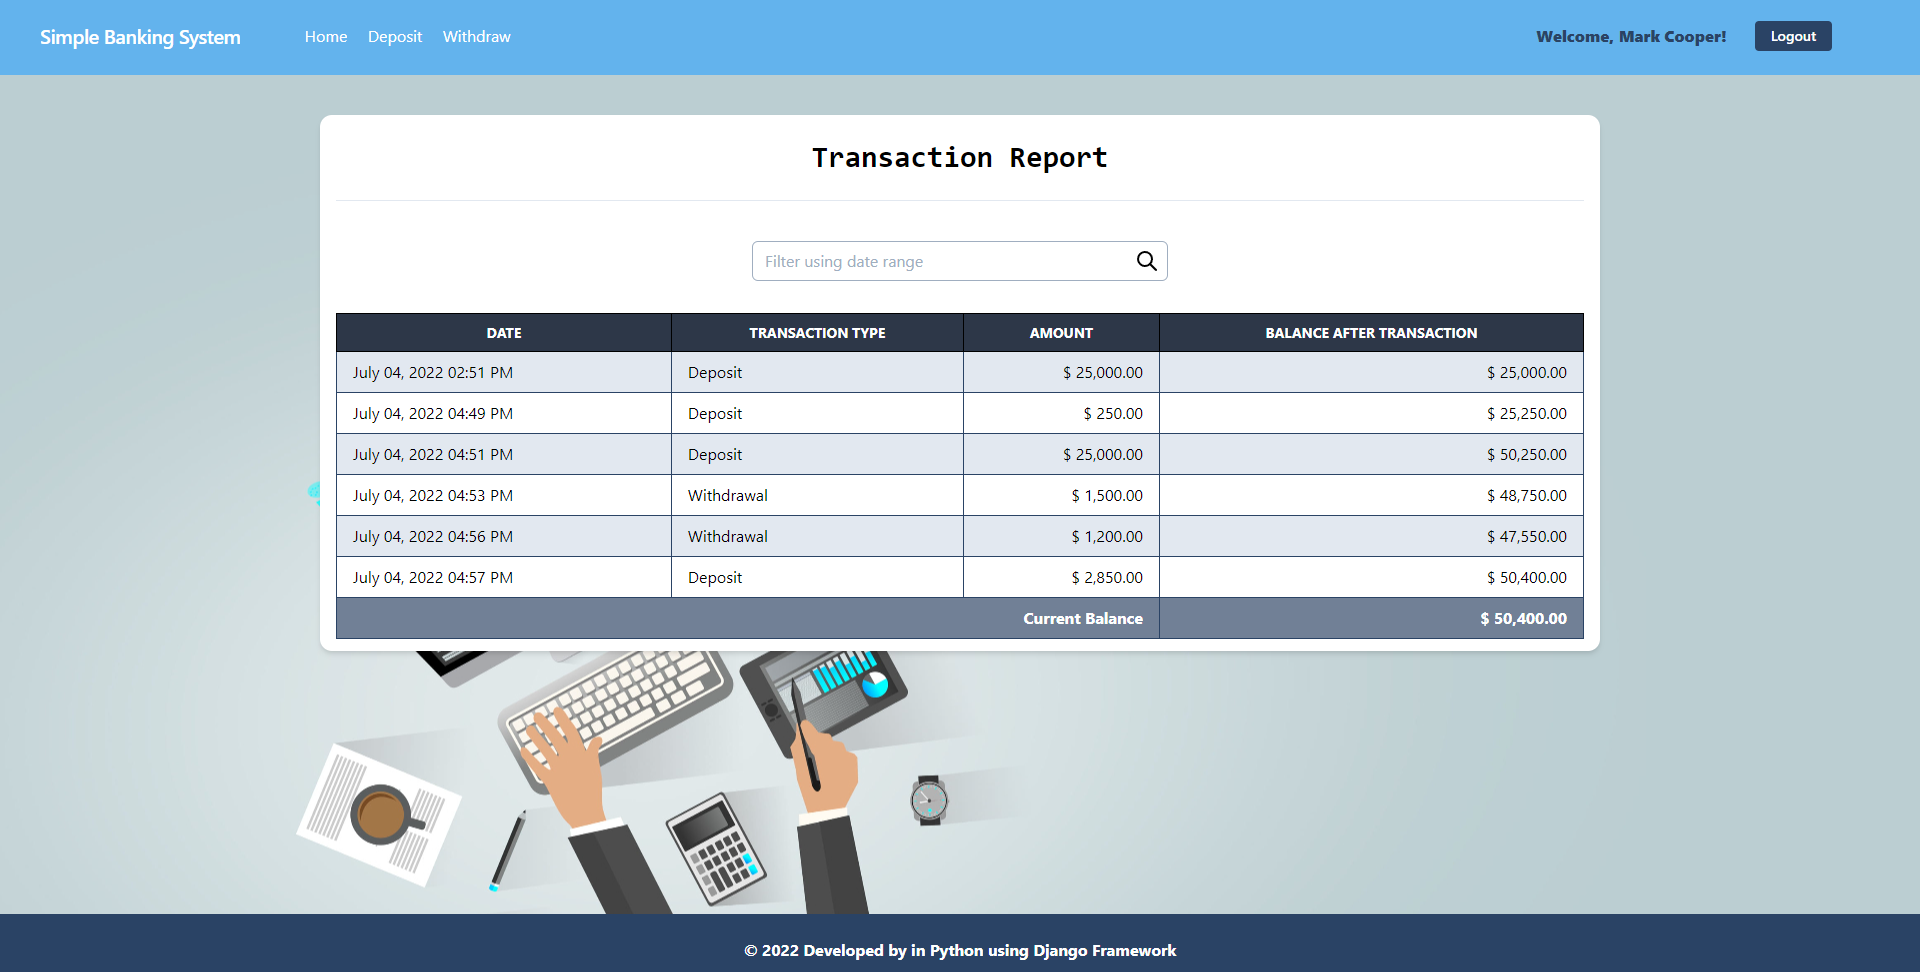 Simple Banking System Home Deposit Withdraw Welcome, Mark Cooper! Logout
Transaction Report
Filter using date range
DATE TRANSACTION TYPE AMOUNT BALANCE AFTER TRANSACTION
July 04, 2022 02:51 PM Deposit $ 25,000.00 $ 25,000.00
July 04, 2022 04:49 PM Deposit $ 250.00 $ 25,250.00
July 04, 2022 04:51 PM Deposit $ 25,000.00 $ 50,250.00
July 04, 2022 04:53 PM Withdrawal $ 1,500.00 $ 48,750.00
July 04, 2022 04:56 PM Withdrawal $ 1,200.00 $ 47,550.00
July 04, 2022 04:57 PM Deposit $ 2,850.00 $ 50,400.00
Current Balance $ 50,400.00
© 2022 Developed by in Python using Django Framework